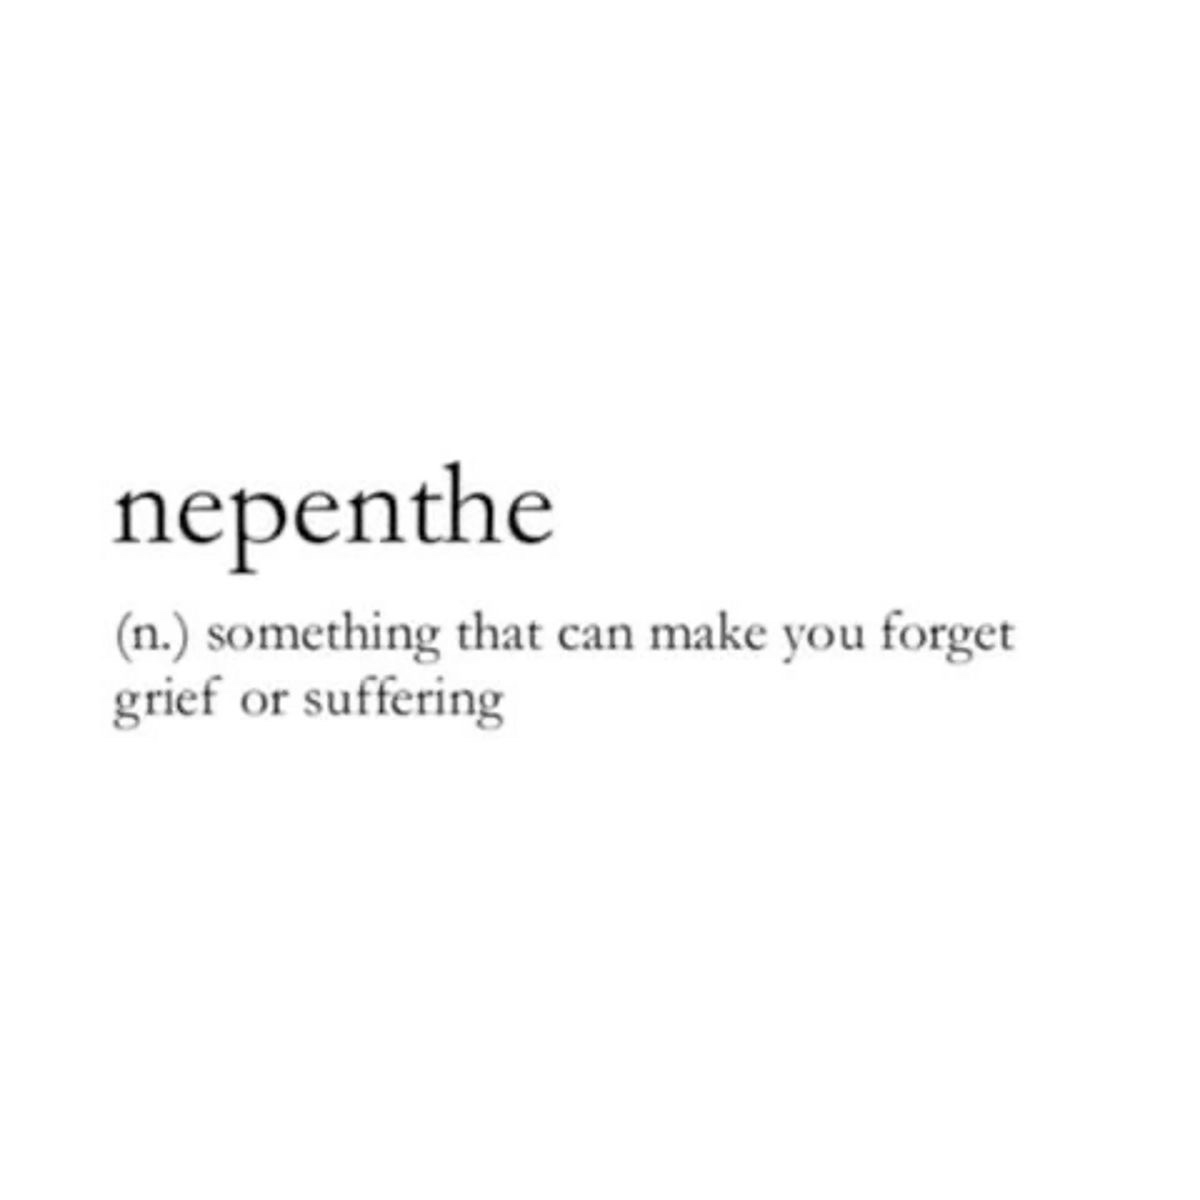 nepenthe
(n.) something that can make you forget
grief or suffering